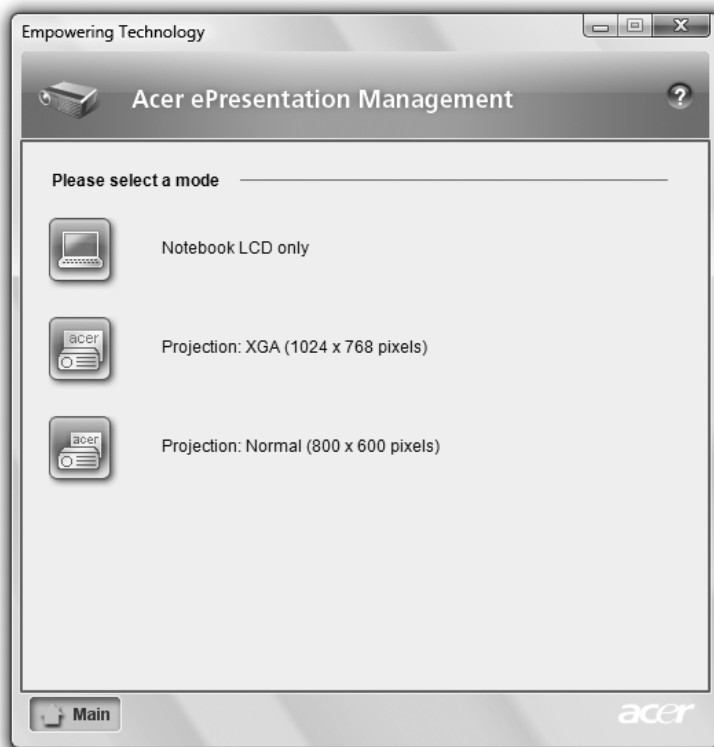 Empowering Technology
Acer ePresentation Management
?
Please select a mode
Notebook LCD only
acer
Projection: XGA (1024 x 768 pixels)
acer
Projection: Normal (800 x 600 pixels)
Main
acer